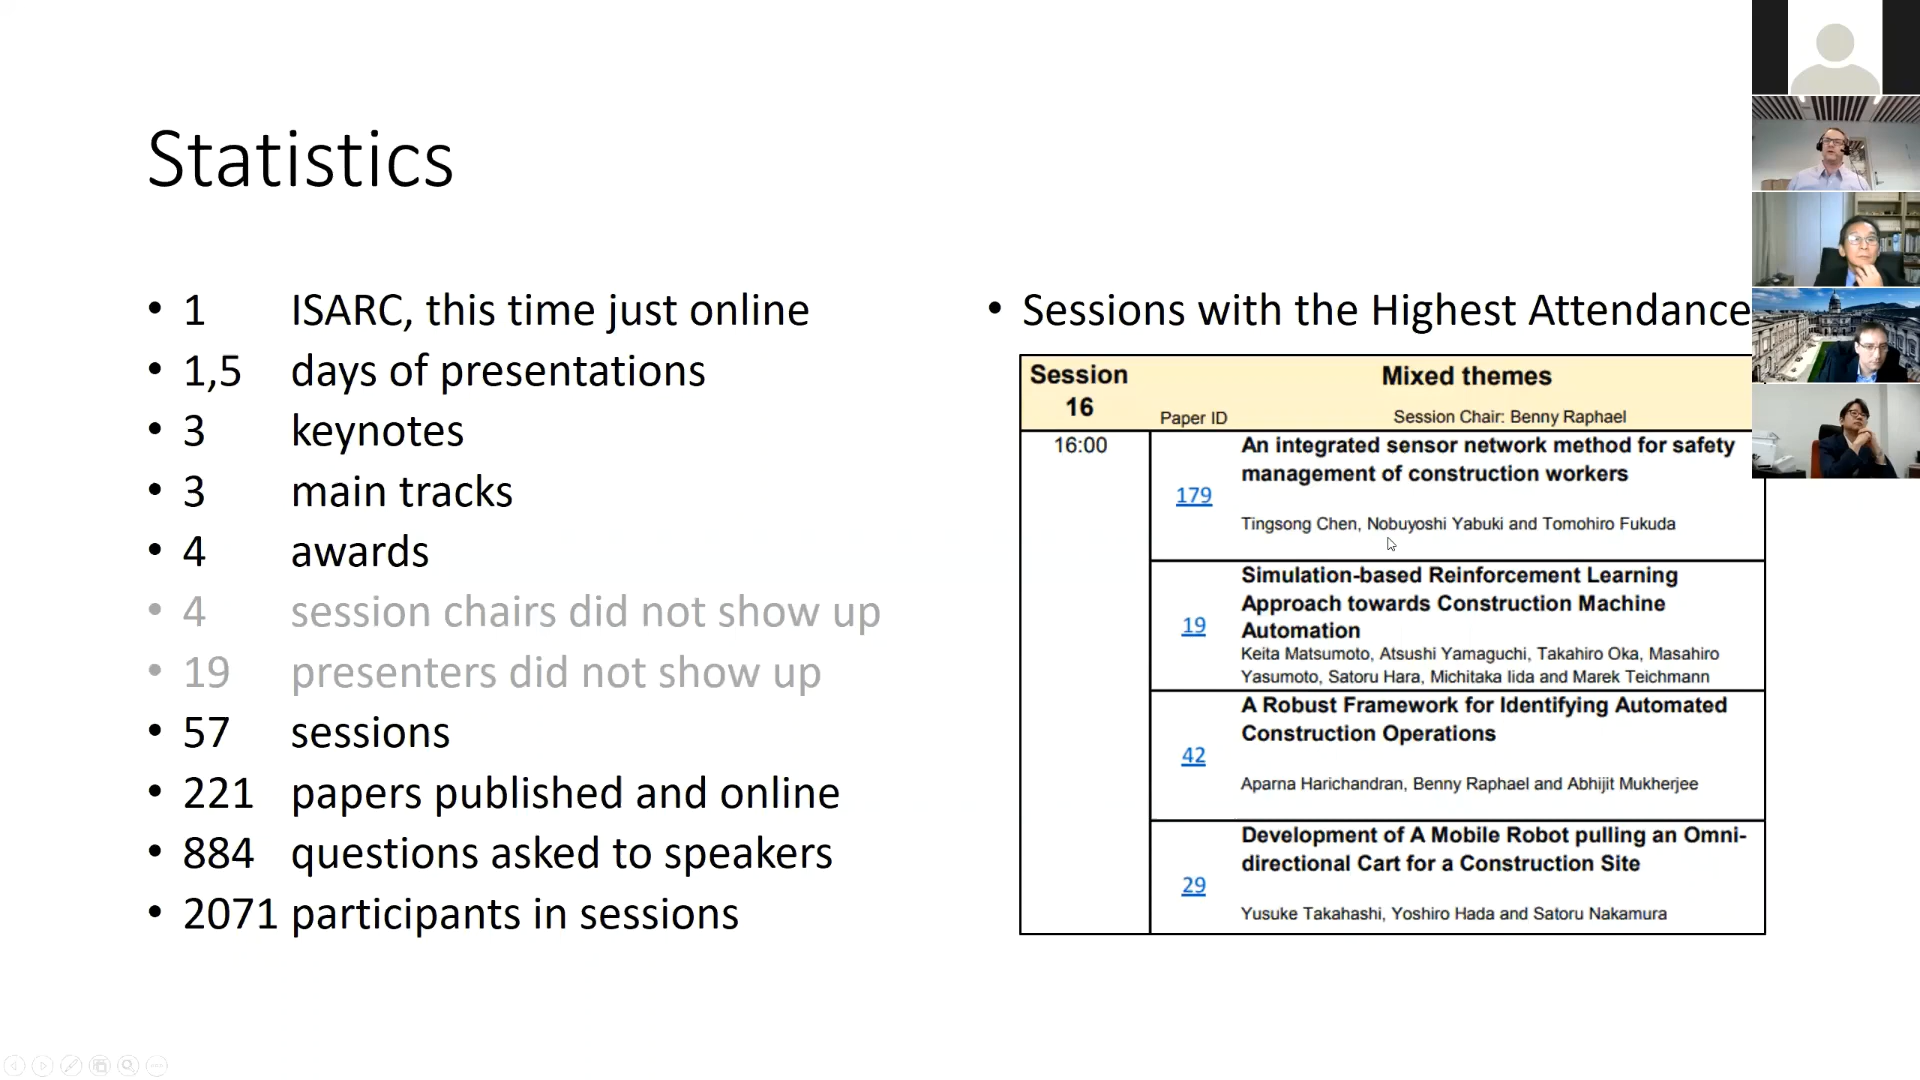 Statistics
• 1 ISARC, this time just online
• 1,5 days of presentations
• 3 keynotes
• 3 main tracks
• 4 awards
• 4 session chairs did not show up
• 19 presenters did not show up
• 57 sessions
• 221 papers published and online
• 884 questions asked to speakers
• 2071 participants in sessions
• Sessions with the Highest Attendance
Session 16
Paper ID
Mixed themes
Session Chair: Benny Raphael
16:00
179
An integrated sensor network method for safety
management of construction workers
Tingsong Chen, Nobuyoshi Yabuki and Tomohiro Fukuda
19
Simulation-based Reinforcement Learning
Approach towards Construction Machine
Automation
Keita Matsumoto, Atsushi Yamaguchi, Takahiro Oka, Masahiro
Yasumoto, Satoru Hara, Michitaka Iida and Marek Teichmann
42
A Robust Framework for Identifying Automated
Construction Operations
Aparna Harichandran, Benny Raphael and Abhijit Mukherjee
29
Development of A Mobile Robot pulling an Omni-
directional Cart for a Construction Site
Yusuke Takahashi, Yoshiro Hada and Satoru Nakamura